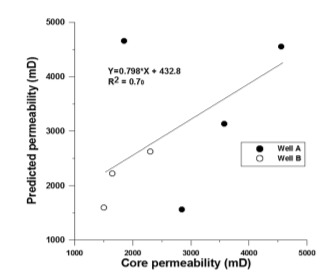 5000
4000
3000
2000
1000
Predicted permeability (mD)
Y=0.798*X + 432.8
R2 = 0.70
Well A
Well B
1000 2000 3000 4000 5000
Core permeability (mD)